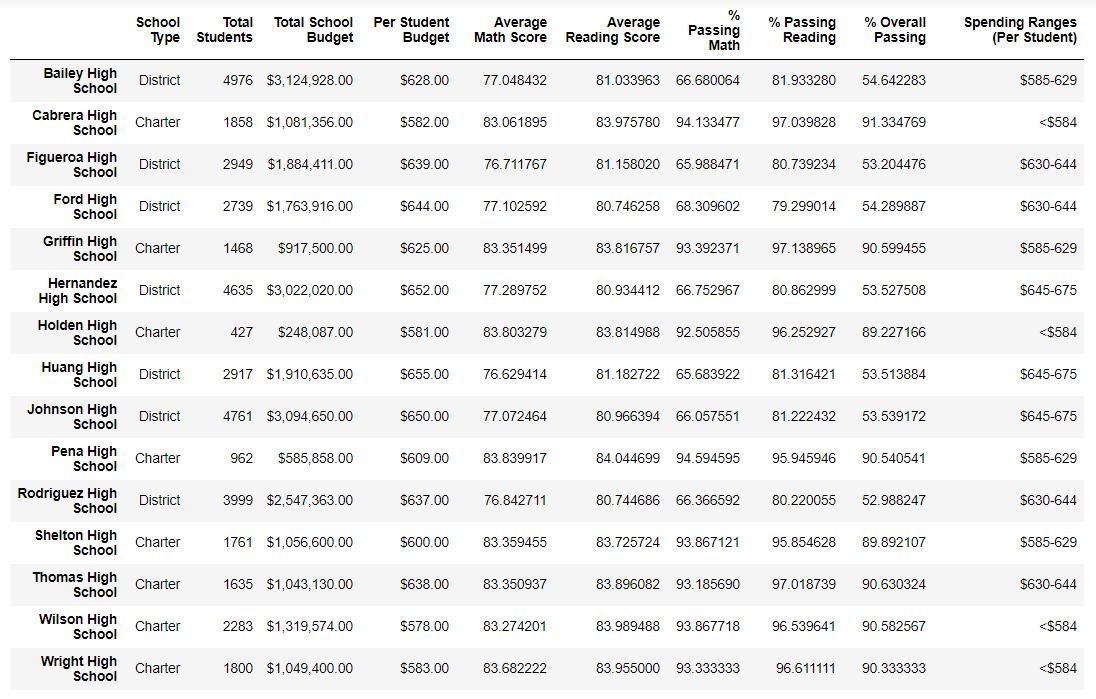 School Type Total Students Total School Budget Per Student Budget Average Math Score Average Reading Score % Passing Math % Passing Reading % Overall Passing Spending Ranges (Per Student)
Bailey High School District 4976 $3,124,928.00 $628.00 77.048432 81.033963 66.680064 81.933280 54.642283 $585-629
Cabrera High School Charter 1858 $1,081,356.00 $582.00 83.061895 83.975780 94.133477 97.039828 91.334769 <$584
Figueroa High School District 2949 $1,884,411.00 $639.00 76.711767 81.158020 65.988471 80.739234 53.204476 $630-644
Ford High School District 2739 $1,763,916.00 $644.00 77.102592 80.746258 68.309602 79.299014 54.289887 $630-644
Griffin High School Charter 1468 $917,500.00 $625.00 83.351499 83.816757 93.392371 97.138965 90.599455 $585-629
Hernandez High School District 4635 $3,022,020.00 $652.00 77.289752 80.934412 66.752967 80.862999 53.527508 $645-675
Holden High School Charter 427 $248,087.00 $581.00 83.803279 83.814988 92.505855 96.252927 89.227166 <$584
Huang High School District 2917 $1,910,635.00 $655.00 76.629414 81.182722 65.683922 81.316421 53.513884 $645-675
Johnson High School District 4761 $3,094,650.00 $650.00 77.072464 80.966394 66.057551 81.222432 53.539172 $645-675
Pena High School Charter 962 $585,858.00 $609.00 83.839917 84.044699 94.594595 95.945946 90.540541 $585-629
Rodriguez High School District 3999 $2,547,363.00 $637.00 76.842711 80.744686 66.366592 80.220055 52.988247 $630-644
Shelton High School Charter 1761 $1,056,600.00 $600.00 83.359455 83.725724 93.867121 95.854628 89.892107 $585-629
Thomas High School Charter 1635 $1,043,130.00 $638.00 83.350937 83.896082 93.185690 97.018739 90.630324 $630-644
Wilson High School Charter 2283 $1,319,574.00 $578.00 83.274201 83.989488 93.867718 96.539641 90.582567 <$584
Wright High School Charter 1800 $1,049,400.00 $583.00 83.682222 83.955000 93.333333 96.611111 90.333333 <$584